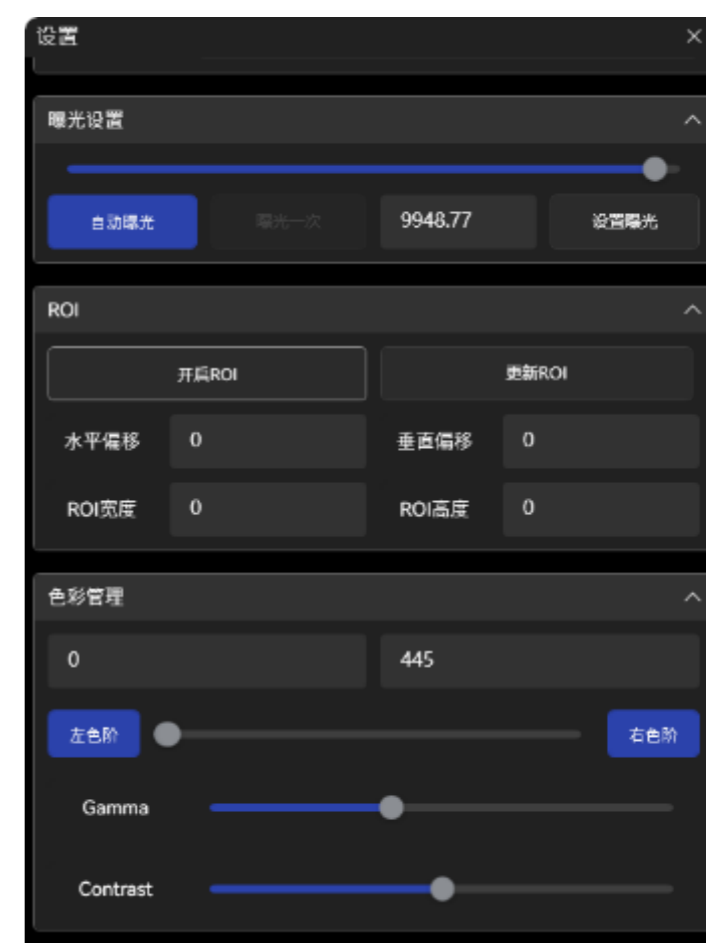 设置
曝光设置
自动曝光 曝光一次 9948.77 设置曝光
ROI
开启ROI 更新ROI
水平偏移 0 垂直偏移 0
ROI宽度 0 ROI高度 0
色彩管理
0 445
左色阶 右色阶
Gamma
Contrast